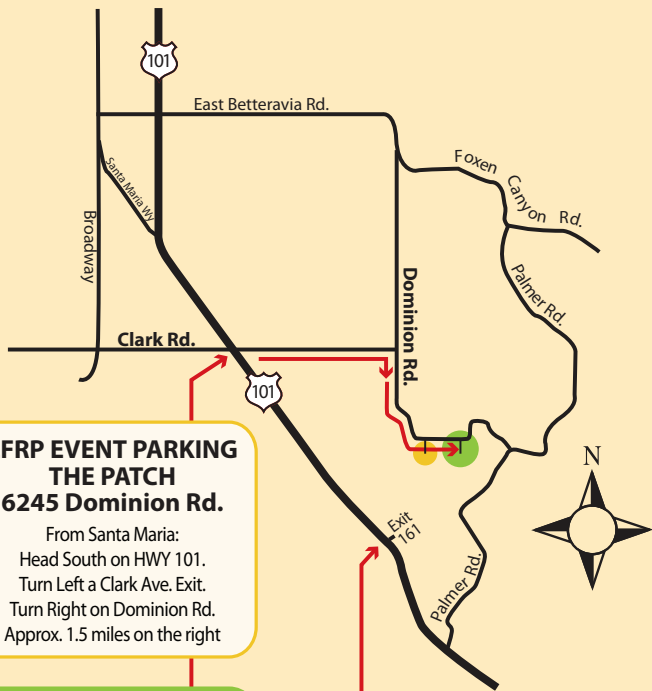 101
East Betteravia Rd.
Santa Maria Wy
Foxen
Canyon Rd.
Broadway
Dominion Rd.
Palmer Rd.
Clark Rd.
101
FRP EVENT PARKING
THE PATCH
6245 Dominion Rd.
From Santa Maria:
Head South on HWY 101.
Turn Left a Clark Ave. Exit.
Turn Right on Dominion Rd.
Approx. 1.5 miles on the right
N
Exit
161
Palmer Rd.